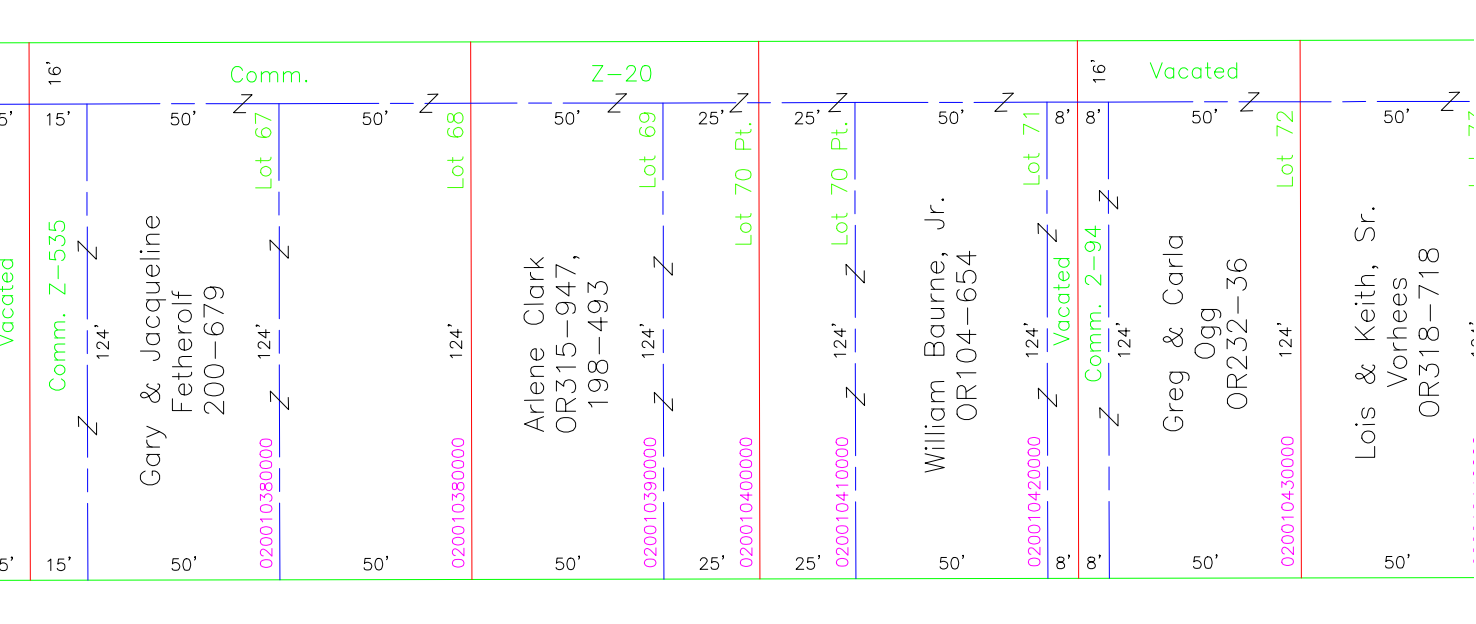 16'
Comm.
Z-20
16'
Vacated
5'
15'
50'
50'
50'
25'
25'
50'
8'
8'
50'
50'
Lot 67
Lot 68
Lot 69
Lot 70 Pt.
Lot 70 Pt.
Lot 71
Lot 72
Vacated
Comm. Z-535
124'
Gary & Jacqueline
Fetherolf
200-679
124'
124'
Arlene Clark
OR315-947,
198-493
124'
124'
William Baurne, Jr.
OR104-654
124'
Vacated
Comm. 2-94
124'
Greg & Carla
Ogg
OR232-36
124'
Lois & Keith, Sr.
Vorhees
OR318-718
020010380000
020010380000
020010390000
020010400000
020010410000
020010420000
020010430000
5'
15'
50'
50'
50'
25'
25'
50'
8'
8'
50'
50'